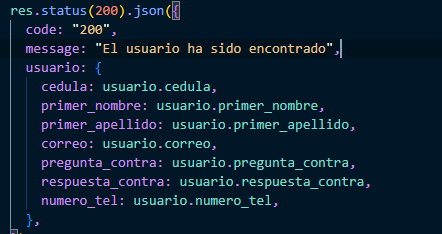 res.status(200).json({
code: "200",
message: "El usuario ha sido encontrado",
usuario: {
cedula: usuario.cedula,
primer_nombre: usuario.primer_nombre,
primer_apellido: usuario.primer_apellido,
correo: usuario.correo,
pregunta_contra: usuario.pregunta_contra,
respuesta_contra: usuario.respuesta_contra,
numero_tel: usuario.numero_tel,
},